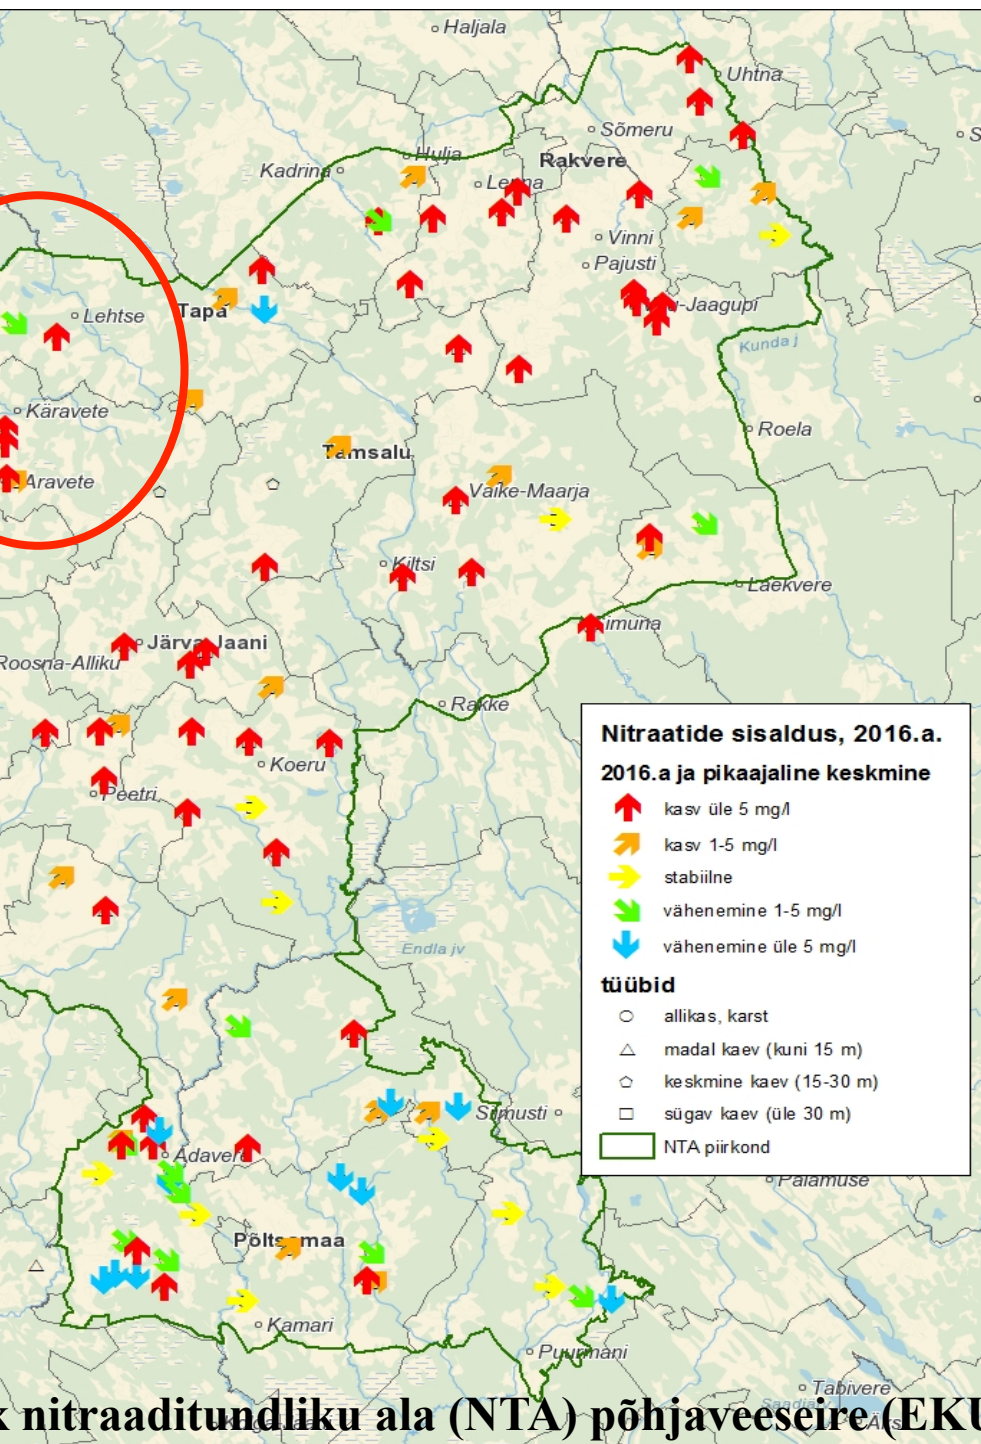 Haljala
Uhtna
Sõmeru
Rakvere
Hulja
Kadrina
Vinni
Pajusti
-Jaagupi
Lehtse
Tapa
Kunda j
Käravete
Roela
Tamsalu
Aravete
Väike-Maarja
Kiltsi
Laekvere
imuna
Järva-Jaani
Roosna-Alliku
Rakke
Koeru
Peetri
Endla jv
Nitraatide sisaldus, 2016.a.
2016.a ja pikaajaline keskmine
kasv üle 5 mg/l
kasv 1-5 mg/l
stabiilne
vähenemine 1-5 mg/l
vähenemine üle 5 mg/l
tüübid
allikas, karst
madal kaev (kuni 15 m)
keskmine kaev (15-30 m)
sügav kaev (üle 30 m)
NTA piirkond
Siimusti
Adavere
Palamuse
Põltsamaa
Kamari
Puurmani
Tabivere
k nitraaditundliku ala (NTA) põhjaveeseire (EKU